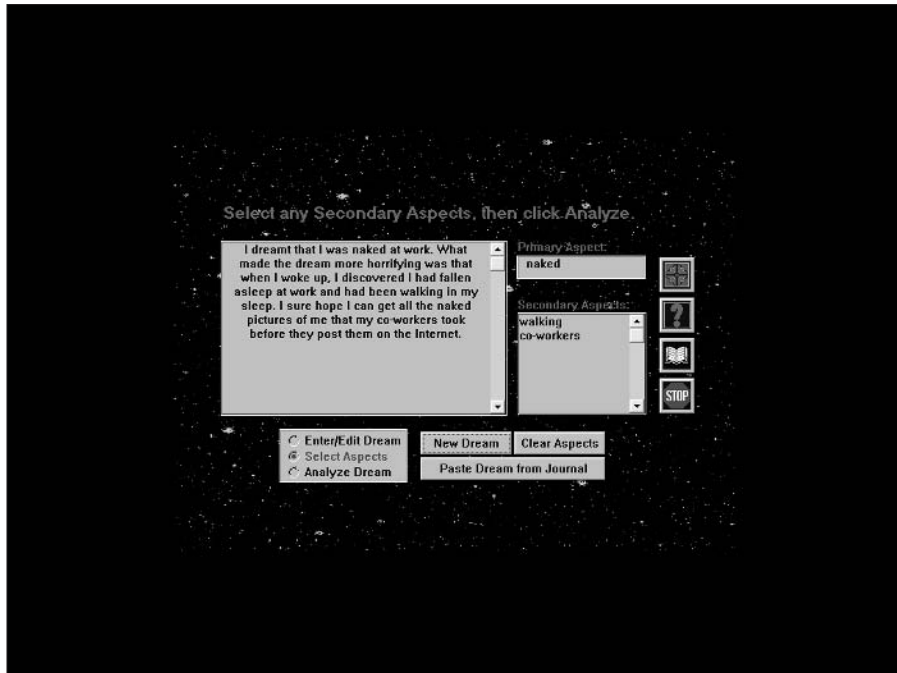 Select any Secondary Aspects, then click Analyze.
I dreamt that I was naked at work. What
made the dream more horrifying was that
when I woke up, I discovered I had fallen
asleep at work and had been walking in my
sleep. I sure hope I can get all the naked
pictures of me that my co-workers took
before they post them on the Internet.
Primary Aspect:
naked
Secondary Aspects:
walking
co-workers
?
STOP
Enter/Edit Dream
Select Aspects
Analyze Dream
New Dream
Clear Aspects
Paste Dream from Journal